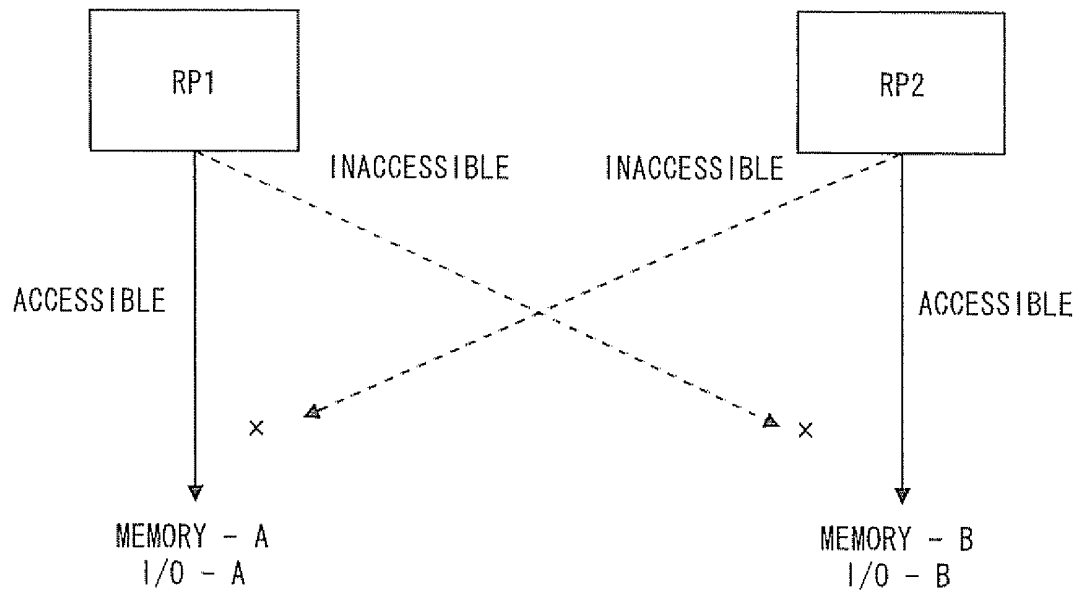 RP1
RP2
INACCESSIBLE
INACCESSIBLE
ACCESSIBLE
ACCESSIBLE
×
×
MEMORY - A
I/O - A
MEMORY - B
I/O - B